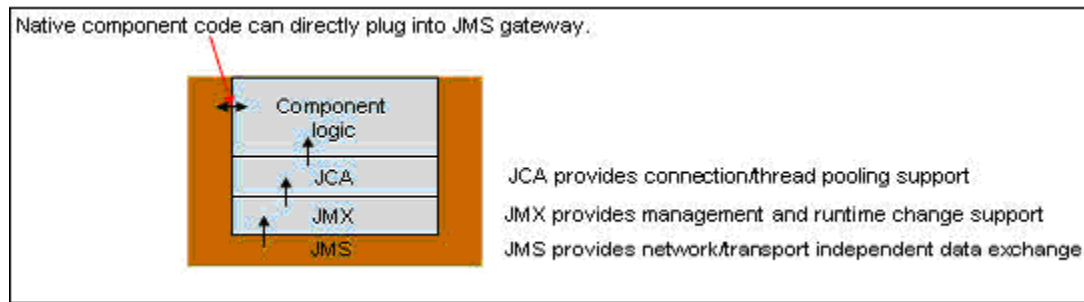 Native component code can directly plug into JMS gateway.
Component
logic
JCA
JCA provides connection/thread pooling support
JMX
JMX provides management and runtime change support
JMS
JMS provides network/transport independent data exchange